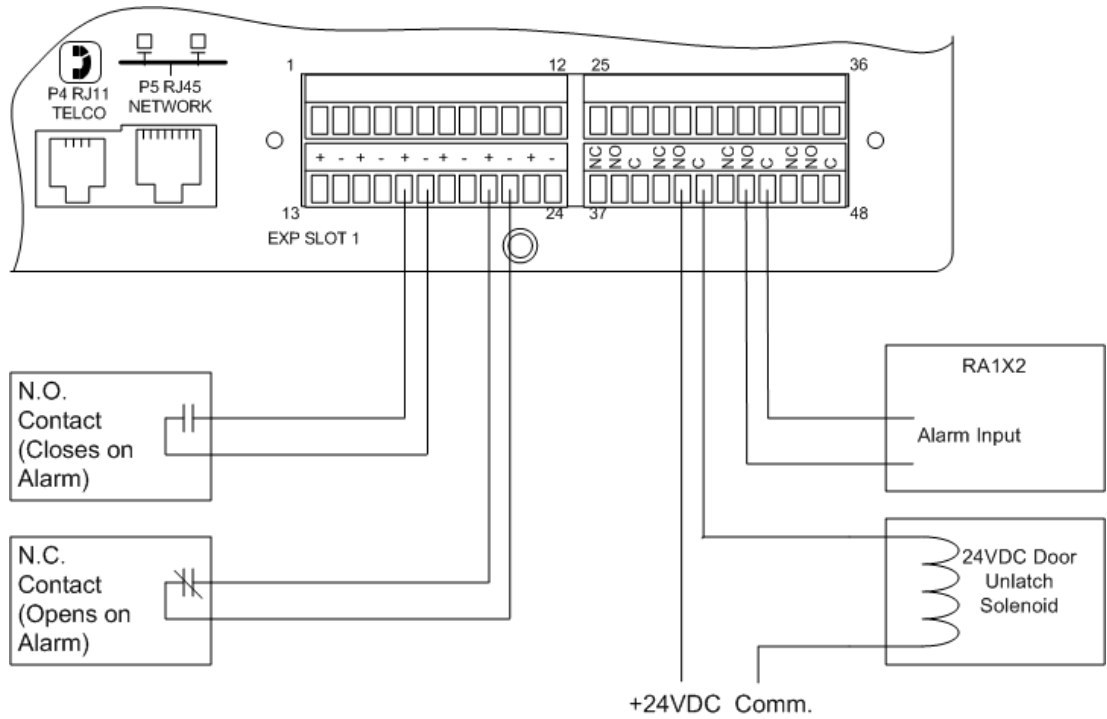 1 12 25 36
P4 RJ11
TELCO
P5 RJ45
NETWORK
+ - + - + - + - + - + -
NC NO C NC NO C NC NO C NC NO C
13 24 37 48
EXP SLOT 1
N.O.
Contact
(Closes on
Alarm)
N.C.
Contact
(Opens on
Alarm)
RA1X2
Alarm Input
24VDC Door
Unlatch
Solenoid
+24VDC Comm.